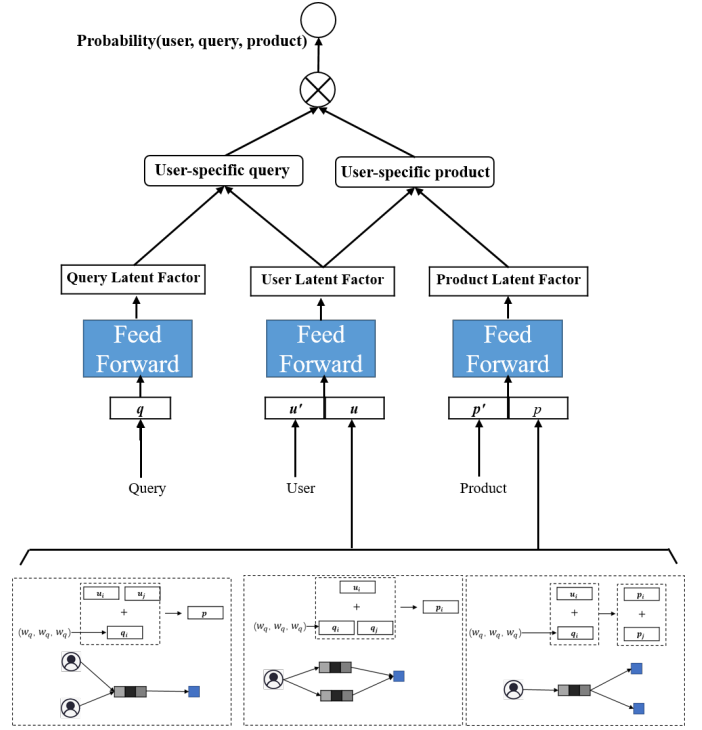 Probability(user, query, product)
User-specific query
User-specific product
Query Latent Factor
User Latent Factor
Product Latent Factor
Feed Forward
Feed Forward
Feed Forward
q
u' u
p' p
Query
User
Product
u_i u_j
+
(w_q, w_q, w_q)
q_i
p
u_i
+
(w_q, w_q, w_q)
q_i q_j
p_i
u_i
+
(w_q, w_q, w_q)
q_i
p_i
+
p_j